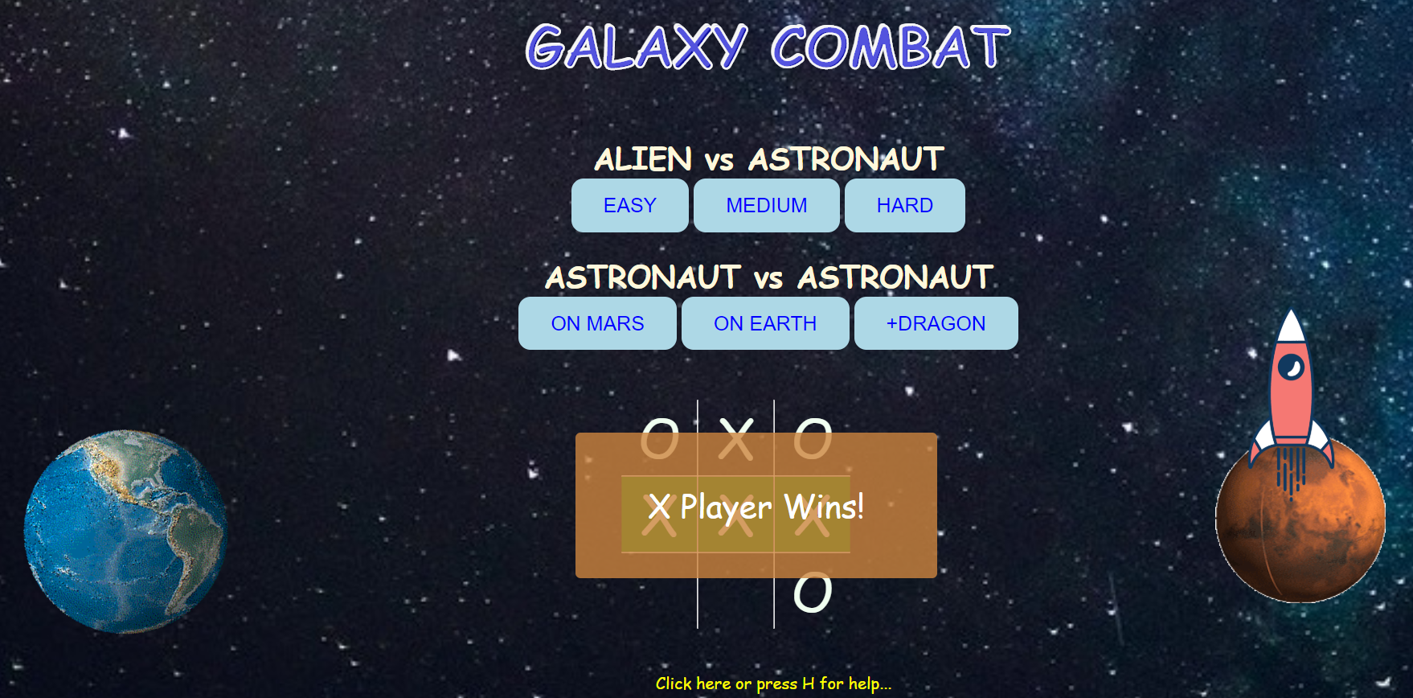 GALAXY COMBAT
ALIEN vs ASTRONAUT
EASY MEDIUM HARD
ASTRONAUT vs ASTRONAUT
ON MARS ON EARTH +DRAGON
O X O
X Player Wins!
X X X
O
Click here or press H for help...